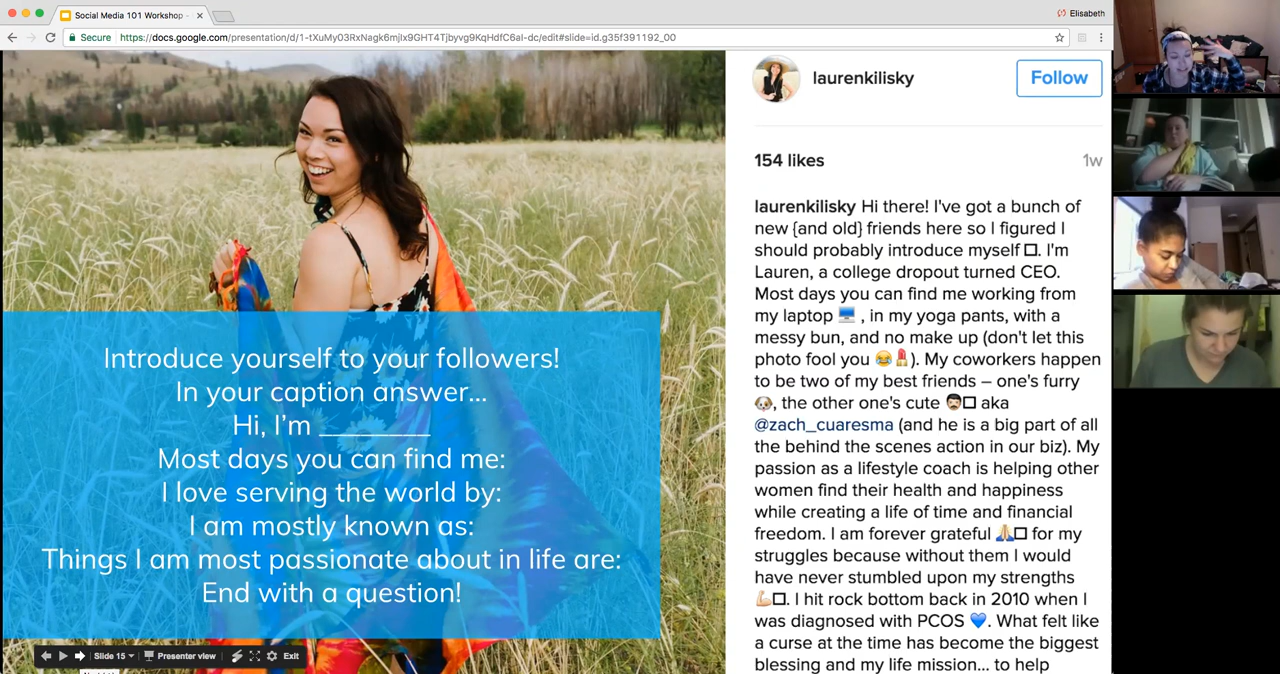 Social Media 101 Workshop -
Elisabeth
Secure https://docs.google.com/presentation/d/1-tXuMy03RxNagk6mjIx9GHT4Tjbyvg9KqHdfC6aI-dc/edit#slide=id.g35f391192_00
laurenkilisky
Follow
154 likes
1w
laurenkilisky Hi there! I've got a bunch of
new {and old} friends here so I figured I
should probably introduce myself. I'm
Lauren, a college dropout turned CEO.
Most days you can find me working from
my laptop 🖥️ , in my yoga pants, with a
messy bun, and no make up (don't let this
photo fool you 😂💄). My coworkers happen
to be two of my best friends – one's furry
🐶, the other one's cute 👨 aka
@zach_cuaresma (and he is a big part of all
the behind the scenes action in our biz). My
passion as a lifestyle coach is helping other
women find their health and happiness
while creating a life of time and financial
freedom. I am forever grateful 🙏 for my
struggles because without them I would
have never stumbled upon my strengths
💪. I hit rock bottom back in 2010 when I
was diagnosed with PCOS 💙. What felt like
a curse at the time has become the biggest
blessing and my life mission... to help
Introduce yourself to your followers!
In your caption answer...
Hi, I'm ________
Most days you can find me:
I love serving the world by:
I am mostly known as:
Things I am most passionate about in life are:
End with a question!
Slide 15
Presenter view
Exit